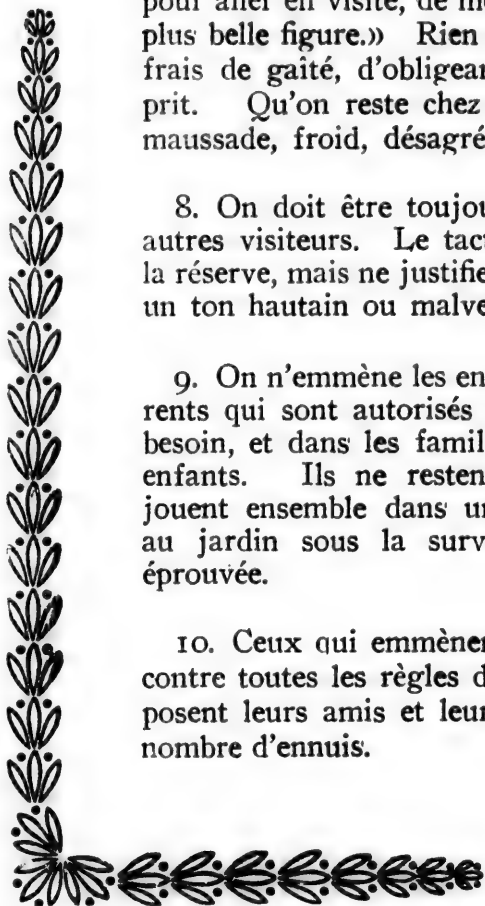 pour aller en visite, de me
plus belle figure.» Rien
frais de gaîté, d'obligean
prit. Qu'on reste chez
maussade, froid, désagré
8. On doit être toujou
autres visiteurs. Le tact
la réserve, mais ne justifie
un ton hautain ou malve
9. On n'emmène les en
rents qui sont autorisés
besoin, et dans les famil
enfants. Ils ne resten
jouent ensemble dans un
au jardin sous la surv
éprouvée.
10. Ceux qui emmèner
contre toutes les règles d
posent leurs amis et leur
nombre d'ennuis.